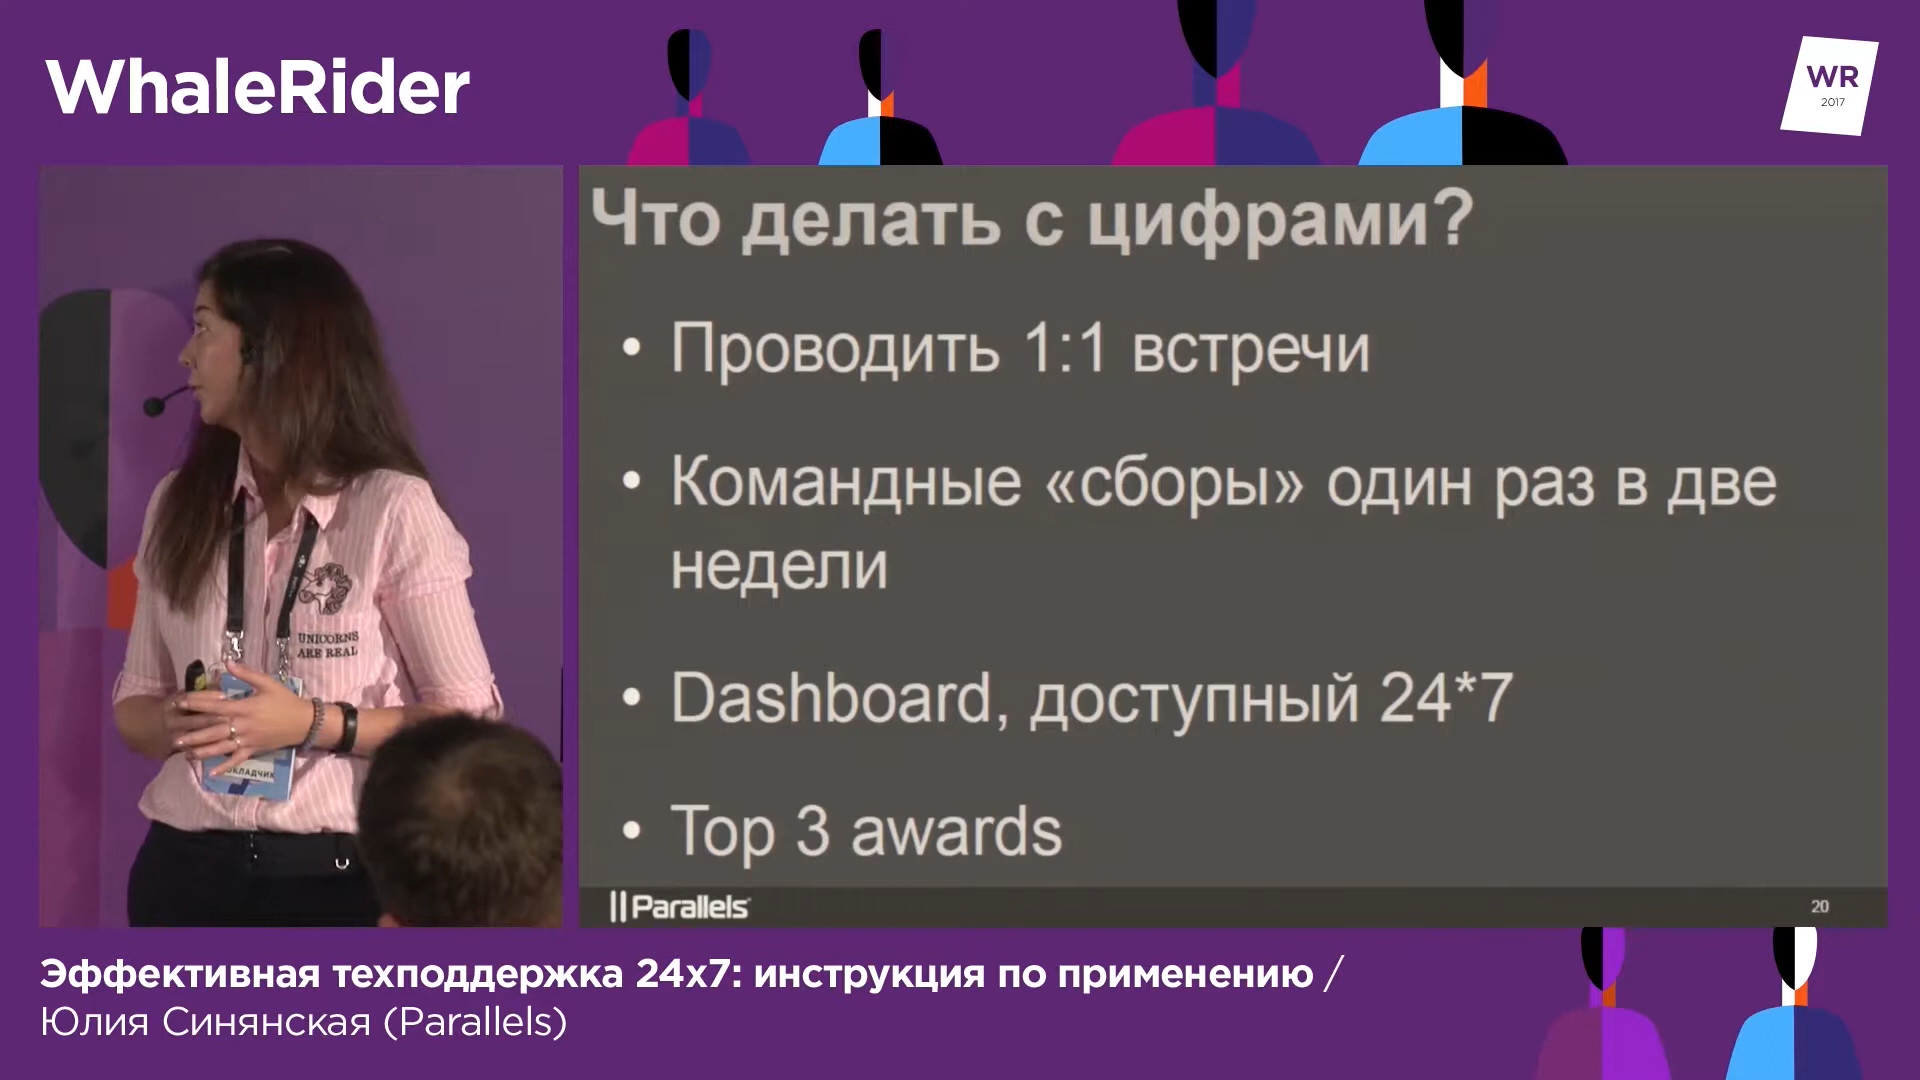 WhaleRider
WR
2017
Что делать с цифрами?
• Проводить 1:1 встречи
• Командные «сборы» один раз в две
недели
• Dashboard, доступный 24*7
• Top 3 awards
UNICORNS
ARE REAL
Parallels
20
Эффективная техподдержка 24x7: инструкция по применению /
Юлия Синянская (Parallels)